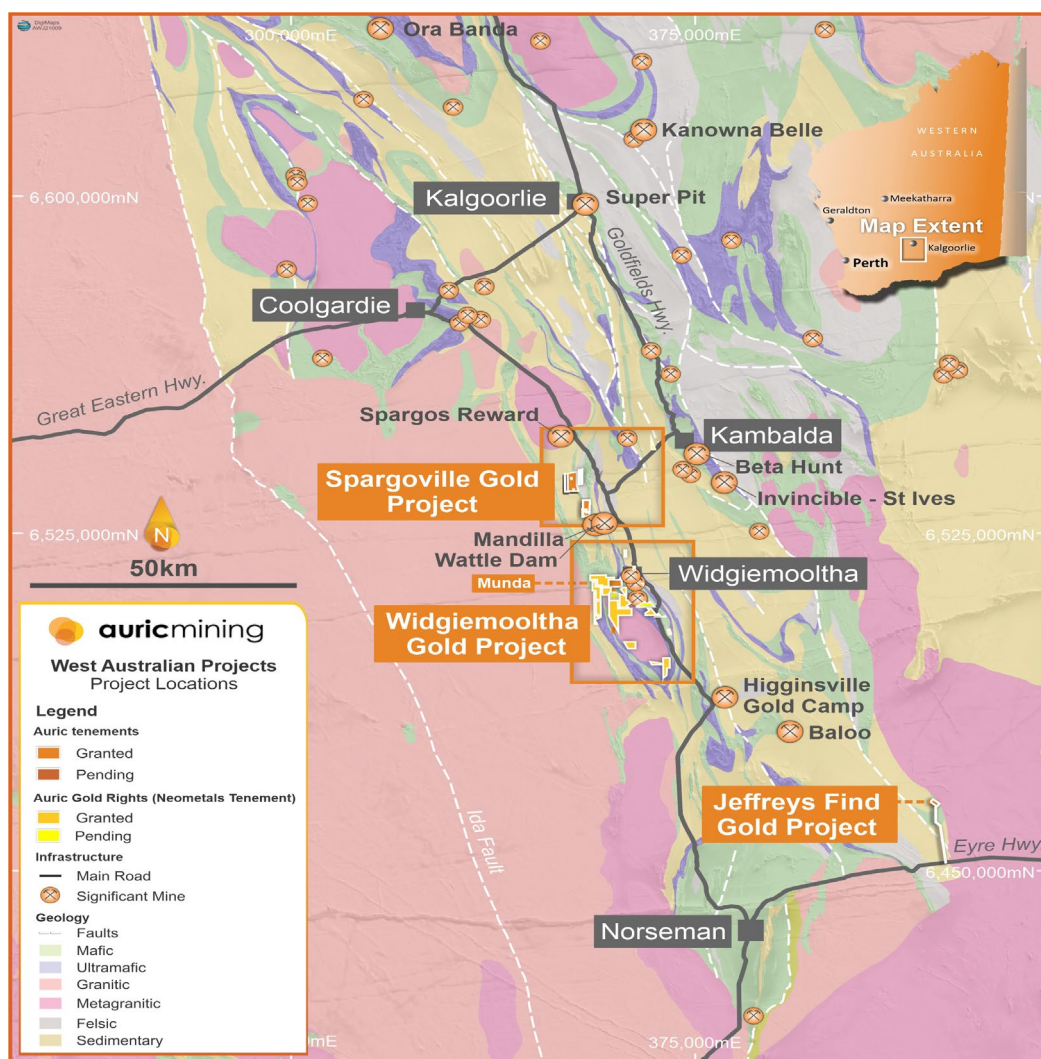 DigiMaps
AWJ21009
300,000mE
375,000mE
Ora Banda
Kanowna Belle
WESTERN
AUSTRALIA
Meekatharra
Geraldton
Map Extent
Kalgoorlie
Perth
6,600,000mN
Kalgoorlie
Super Pit
Goldfields Hwy.
Coolgardie
Great Eastern Hwy.
Spargos Reward
Kambalda
Beta Hunt
Invincible - St Ives
Spargoville Gold
Project
N
50km
6,525,000mN
6,525,000mN
Mandilla
Wattle Dam
Munda
Widgiemooltha
Widgiemooltha
Gold Project
Higginsville
Gold Camp
Baloo
Jeffreys Find
Gold Project
Ida Fault
Eyre Hwy
6,450,000mN
Norseman
375,000mE
auricmining
West Australian Projects
Project Locations
Legend
Auric tenements
Granted
Pending
Auric Gold Rights (Neometals Tenement)
Granted
Pending
Infrastructure
Main Road
Significant Mine
Geology
Faults
Mafic
Ultramafic
Granitic
Metagranitic
Felsic
Sedimentary